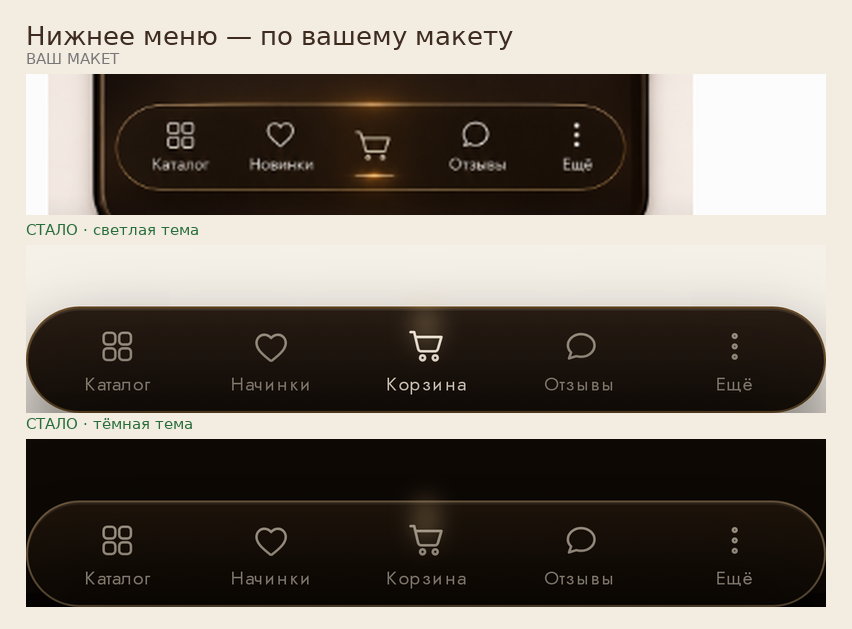 Нижнее меню — по вашему макету
ВАШ МАКЕТ
Каталог Новинки Отзывы Ещё
СТАЛО · светлая тема
Каталог Начинки Корзина Отзывы Ещё
СТАЛО · тёмная тема
Каталог Начинки Корзина Отзывы Ещё